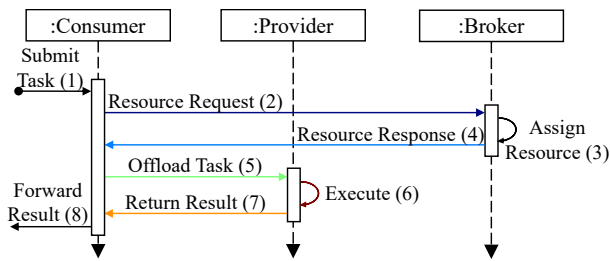 :Consumer
:Provider
:Broker
Submit
Task (1)
Resource Request (2)
Assign
Resource (3)
Resource Response (4)
Offload Task (5)
Execute (6)
Return Result (7)
Forward
Result (8)